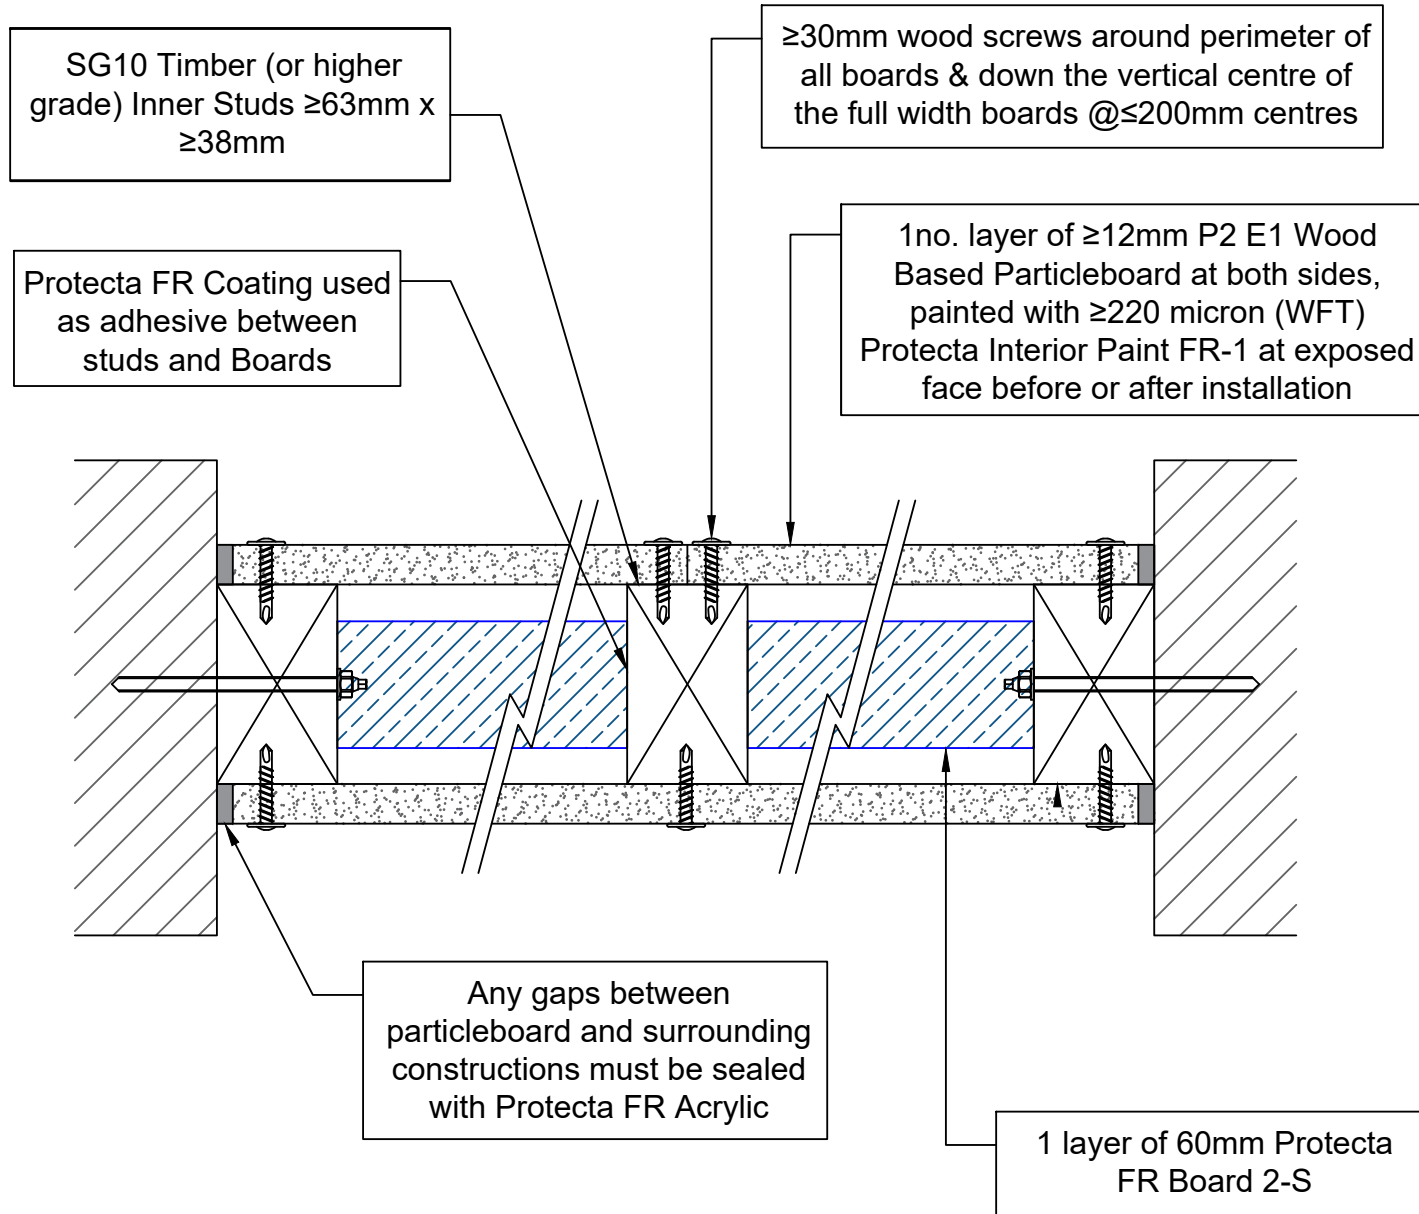 SG10 Timber (or higher
grade) Inner Studs ≥63mm x
≥38mm
≥30mm wood screws around perimeter of
all boards & down the vertical centre of
the full width boards @≤200mm centres
Protecta FR Coating used
as adhesive between
studs and Boards
1no. layer of ≥12mm P2 E1 Wood
Based Particleboard at both sides,
painted with ≥220 micron (WFT)
Protecta Interior Paint FR-1 at exposed
face before or after installation
Any gaps between
particleboard and surrounding
constructions must be sealed
with Protecta FR Acrylic
1 layer of 60mm Protecta
FR Board 2-S